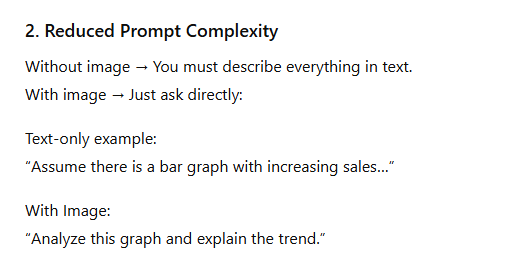 2. Reduced Prompt Complexity
Without image → You must describe everything in text.
With image → Just ask directly:
Text-only example:
“Assume there is a bar graph with increasing sales...”
With Image:
“Analyze this graph and explain the trend.”